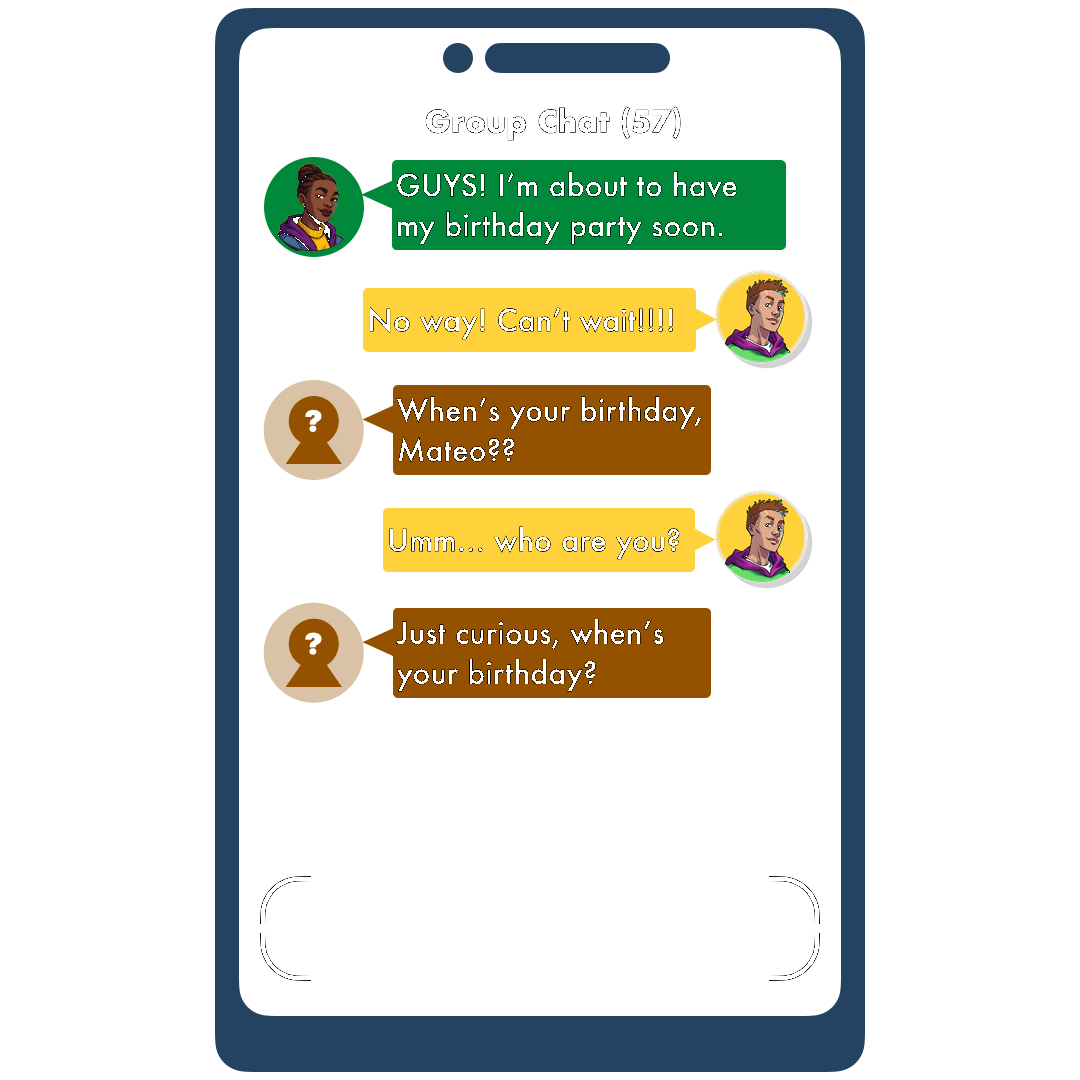 Group Chat (57)
GUYS! I’m about to have
my birthday party soon.
No way! Can’t wait!!!!
?
When’s your birthday,
Mateo??
Umm... who are you?
?
Just curious, when’s
your birthday?